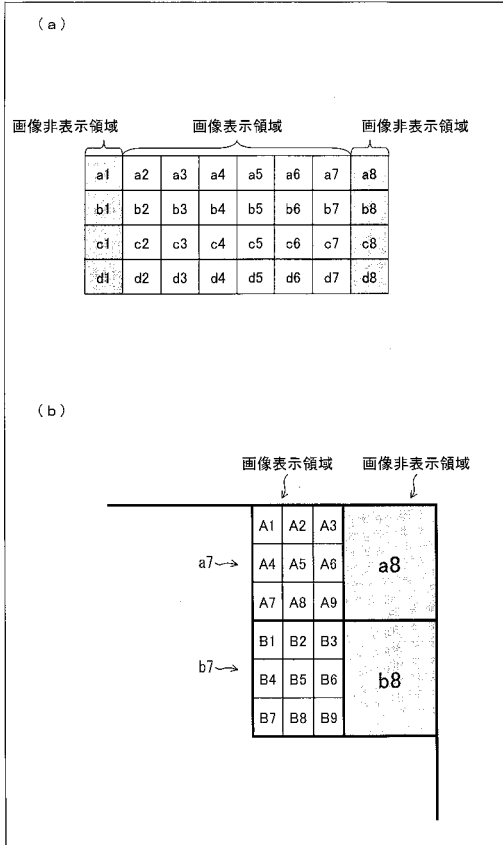 (a)
画像非表示領域 画像表示領域 画像非表示領域
a1 a2 a3 a4 a5 a6 a7 a8
b1 b2 b3 b4 b5 b6 b7 b8
c1 c2 c3 c4 c5 c6 c7 c8
d1 d2 d3 d4 d5 d6 d7 d8
(b)
画像表示領域 画像非表示領域
A1 A2 A3
a7 A4 A5 A6 a8
A7 A8 A9
B1 B2 B3
b7 B4 B5 B6 b8
B7 B8 B9